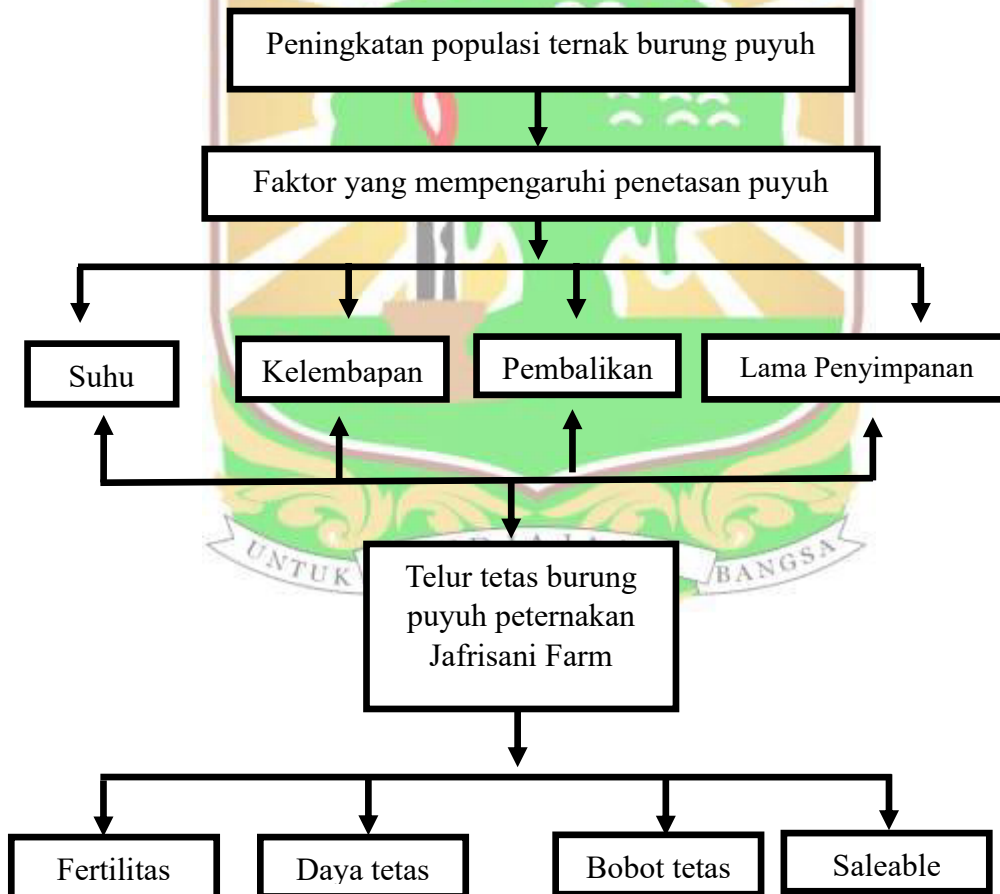 Peningkatan populasi ternak burung puyuh
Faktor yang mempengaruhi penetasan puyuh
Suhu
Kelembapan
Pembalikan
Lama Penyimpanan
UNTUK
BANGSA
Telur tetas burung
puyuh peternakan
Jafrisani Farm
Fertilitas
Daya tetas
Bobot tetas
Saleable